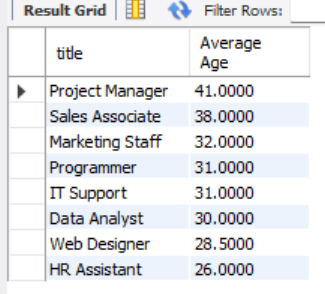 Result Grid Filter Rows:
title Average Age
Project Manager 41.0000
Sales Associate 38.0000
Marketing Staff 32.0000
Programmer 31.0000
IT Support 31.0000
Data Analyst 30.0000
Web Designer 28.5000
HR Assistant 26.0000